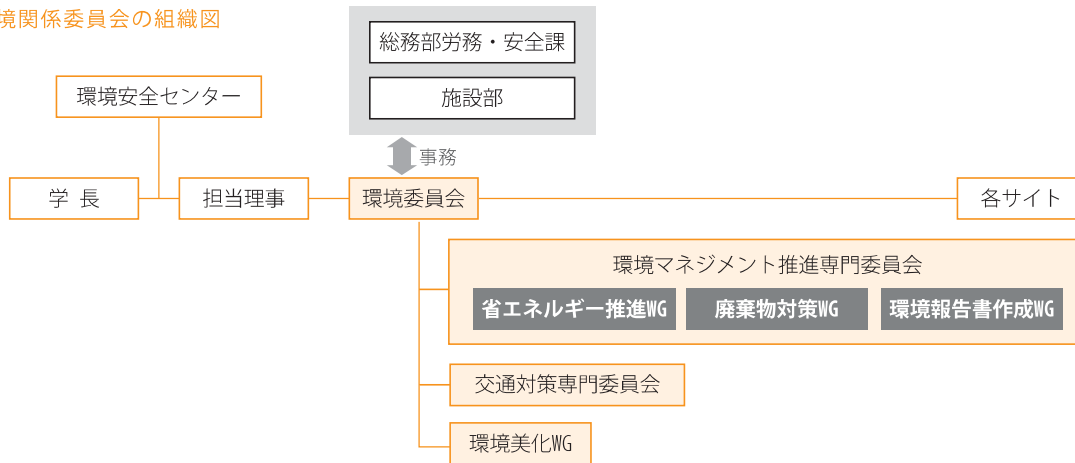 境関係委員会の組織図
総務部労務・安全課
施設部
環境安全センター
事務
学 長
担当理事
環境委員会
各サイト
環境マネジメント推進専門委員会
省エネルギー推進WG
廃棄物対策WG
環境報告書作成WG
交通対策専門委員会
環境美化WG